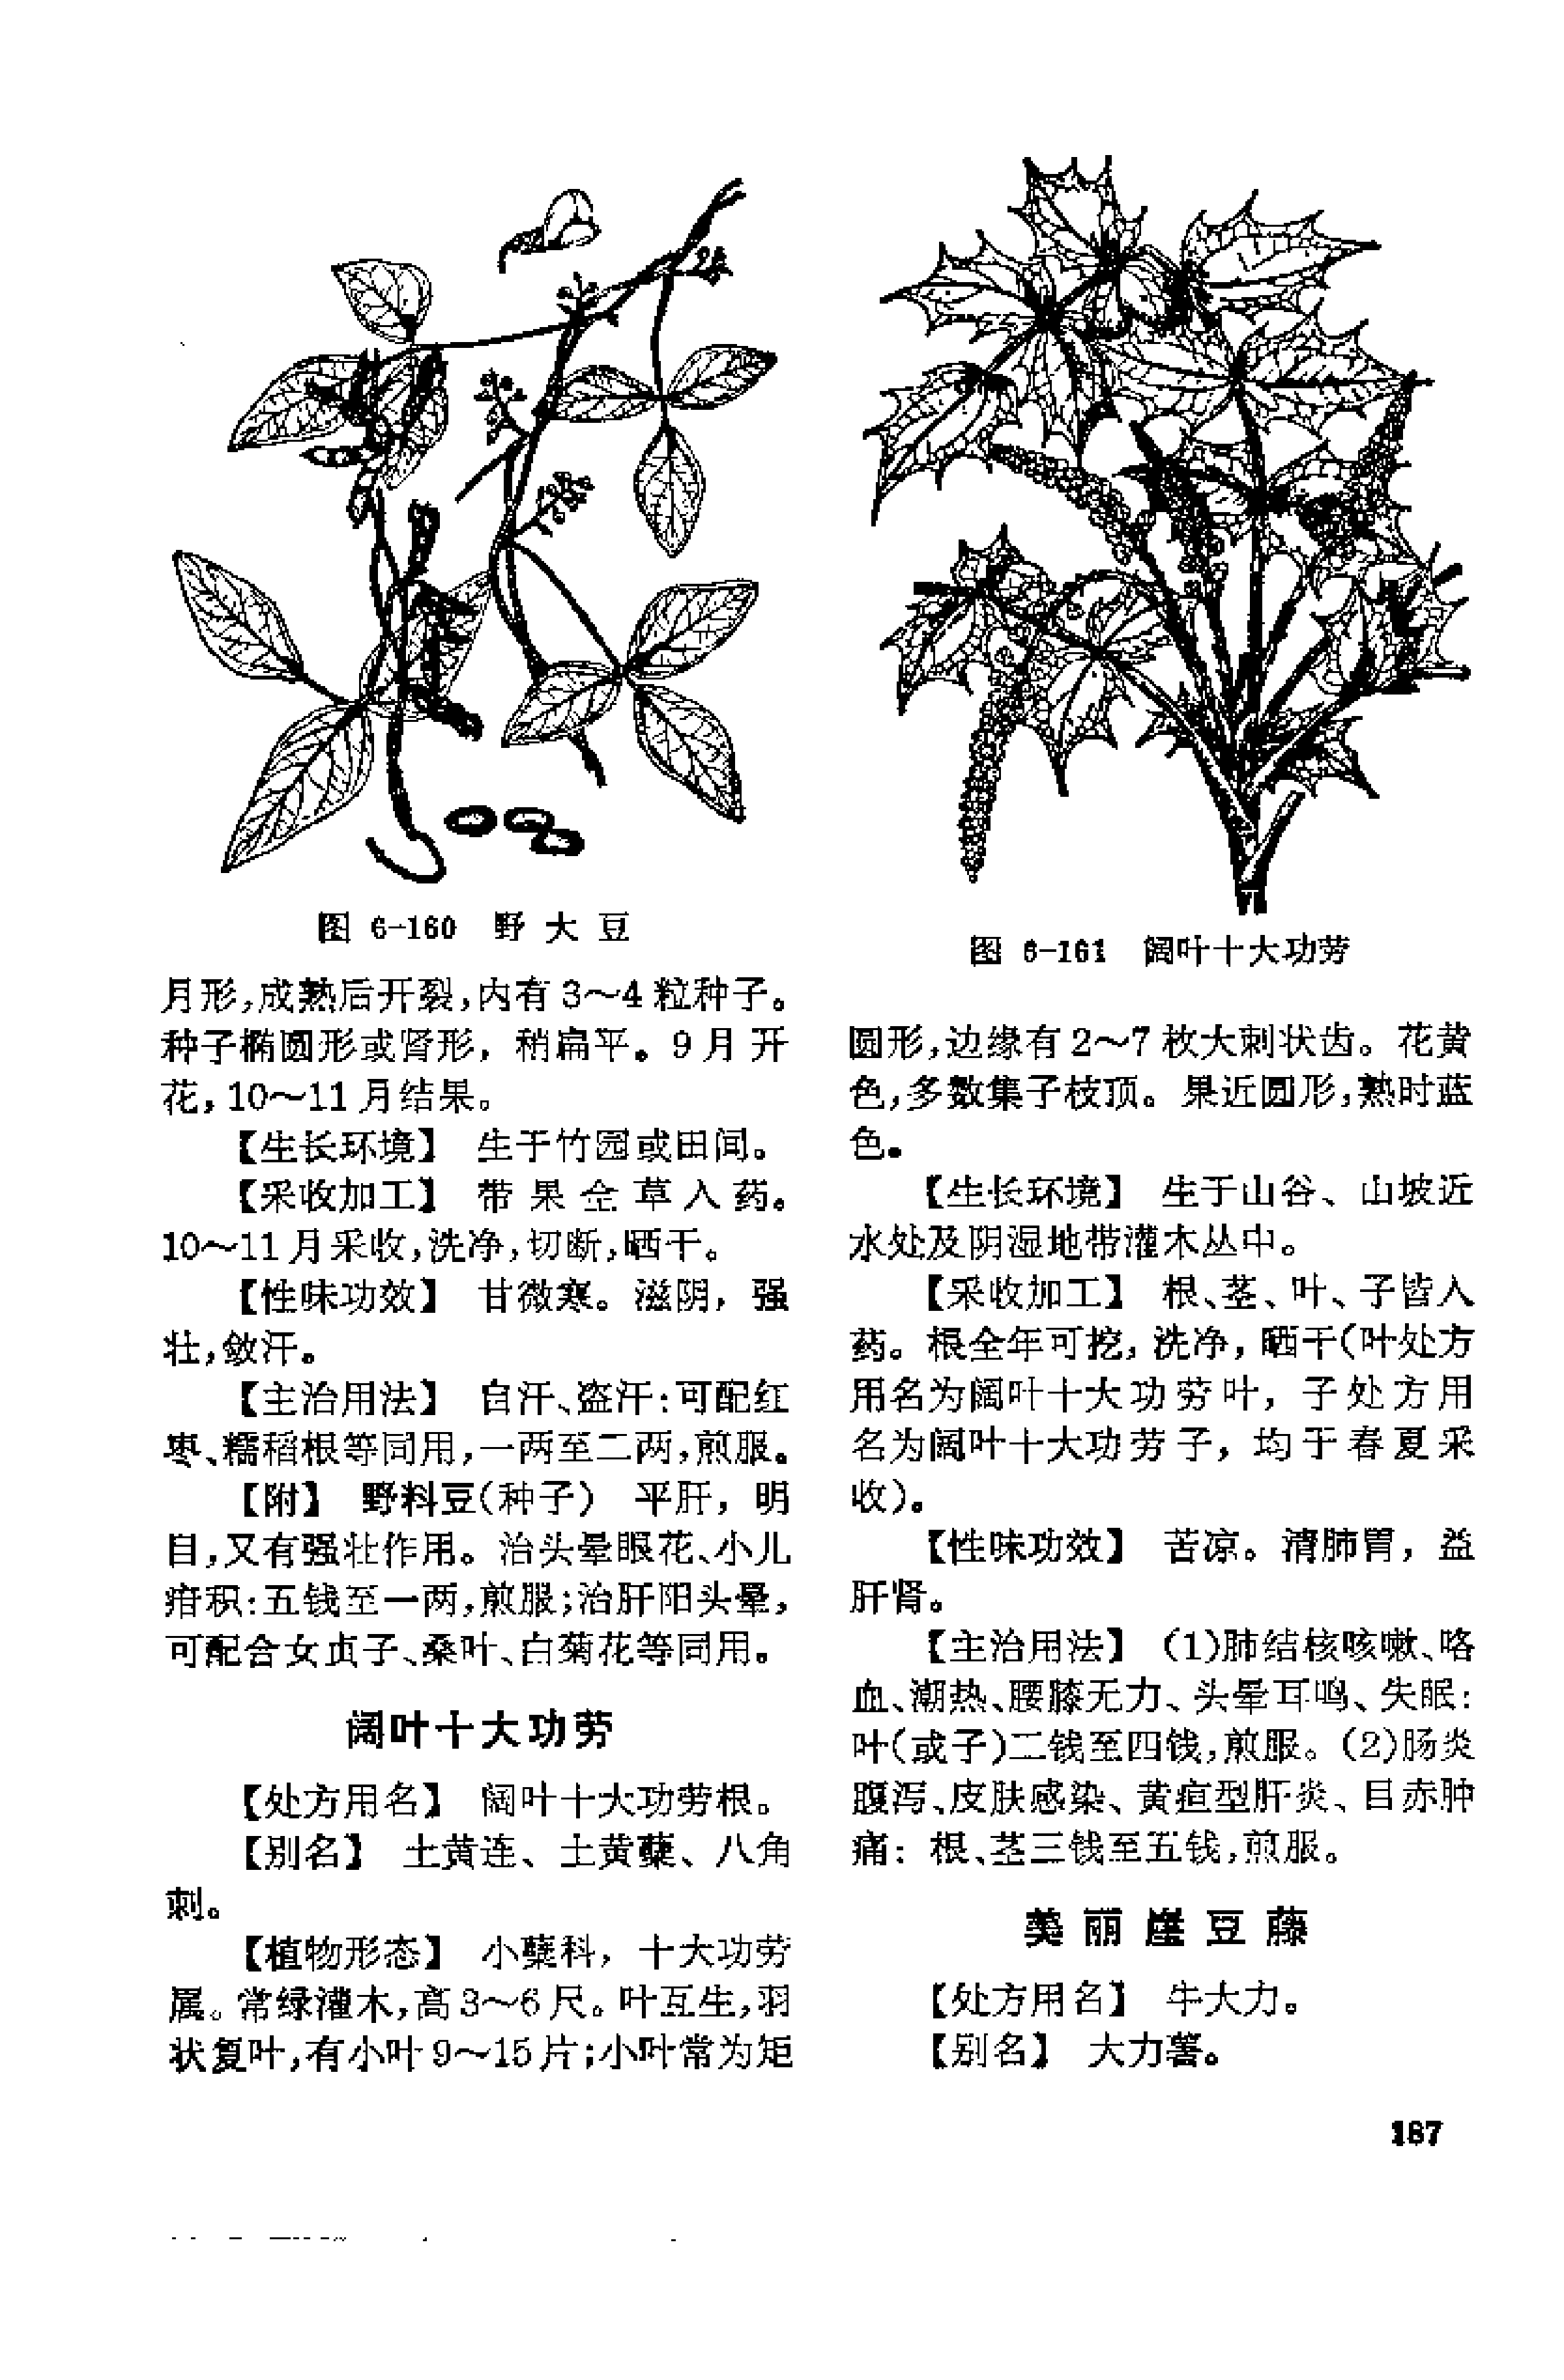 图 6-160 野大豆
月形,成熟后开裂,内有3～4粒种子。
种子椭圆形或肾形，稍扁平。9月开
花，10～11月结果。
【生长环境】 生于竹园或田间。
【采收加工】 带果全草入药。
10～11月采收,洗净,切断,晒干。
【性味功效】 甘微寒。滋阴，强
壮,敛汗。
【主治用法】 自汗、盗汗:可配红
枣、糯稻根等同用,一两至二两,煎服。
【附】 野料豆(种子) 平肝，明
目,又有强壮作用。治头晕眼花、小儿
疳积:五钱至一两,煎服;治肝阳头晕,
可配合女贞子、桑叶、白菊花等同用。
阔叶十大功劳
【处方用名】 阔叶十大功劳根。
【别名】 土黄连、土黄蘗、八角
刺。
【植物形态】 小蘗科，十大功劳
属。常绿灌木,高3～6尺。叶互生,羽
状复叶,有小叶9～15片;小叶常为矩
图 6-161 阔叶十大功劳
圆形,边缘有2～7枚大刺状齿。花黄
色,多数集子枝顶。果近圆形,熟时蓝
色。
【生长环境】 生于山谷、山坡近
水处及阴湿地带灌木丛中。
【采收加工】 根、茎、叶、子皆入
药。根全年可挖，洗净，晒干(叶处方
用名为阔叶十大功劳叶，子处方用
名为阔叶十大功劳子，均于春夏采
收)。
【性味功效】 苦凉。清肺胃，益
肝肾。
【主治用法】 (1)肺结核咳嗽、咯
血、潮热、腰膝无力、头晕耳鸣、失眠:
叶(或子)二钱至四钱,煎服。(2)肠炎
腹泻、皮肤感染、黄疸型肝炎、目赤肿
痛: 根、茎三钱至五钱,煎服。
美丽崖豆藤
【处方用名】 牛大力。
【别名】 大力薯。
187